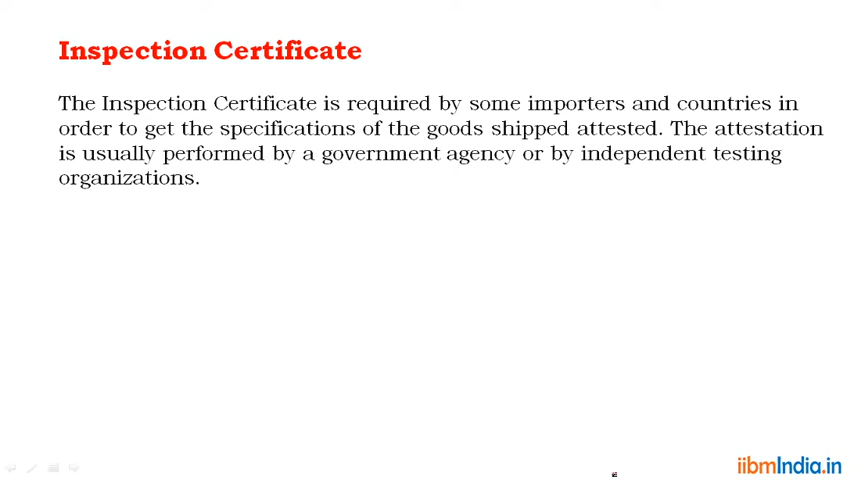 Inspection Certificate
The Inspection Certificate is required by some importers and countries in
order to get the specifications of the goods shipped attested. The attestation
is usually performed by a government agency or by independent testing
organizations.
iibmIndia.in